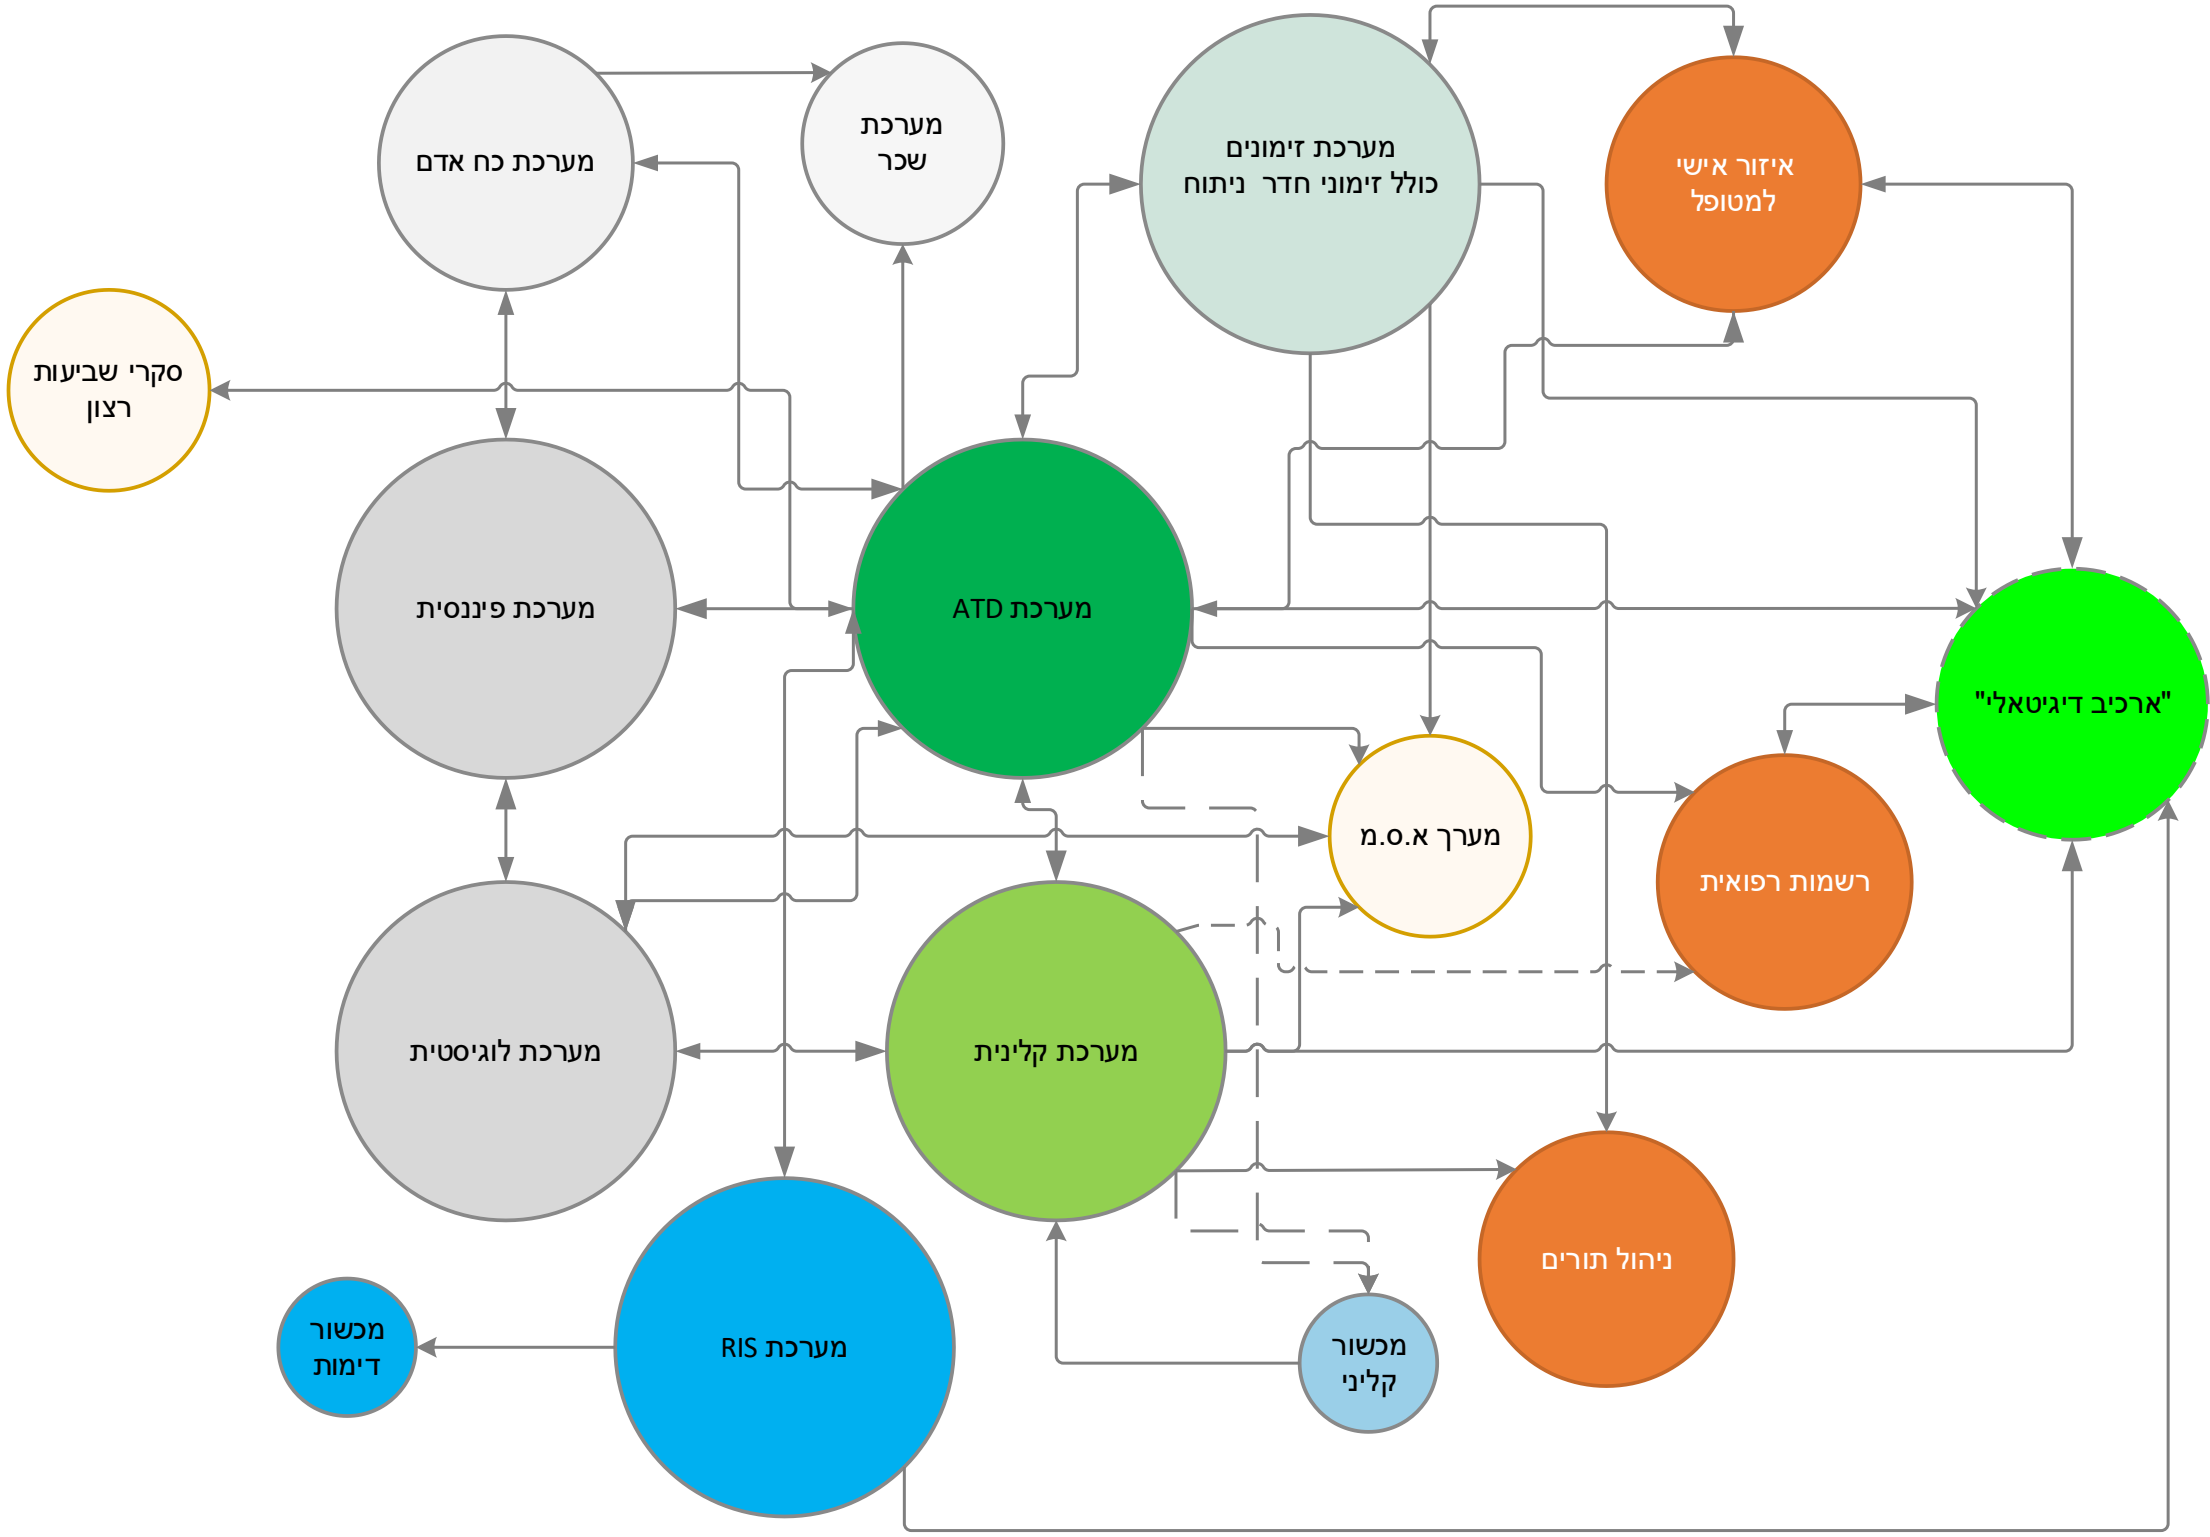 מערכת כח אדם
מערכת
שכר
מערכת זימונים
כולל זימוני חדר  ניתוח
איזור אישי
למטופל
סקרי שביעות
רצון
מערכת פיננסית
מערכת ATD
"ארכיב דיגיטאלי"
מערך א.ס.מ
רשמות רפואית
מערכת לוגיסטית
מערכת קלינית
ניהול תורים
מכשור
דימות
מערכת RIS
מכשור
קליני